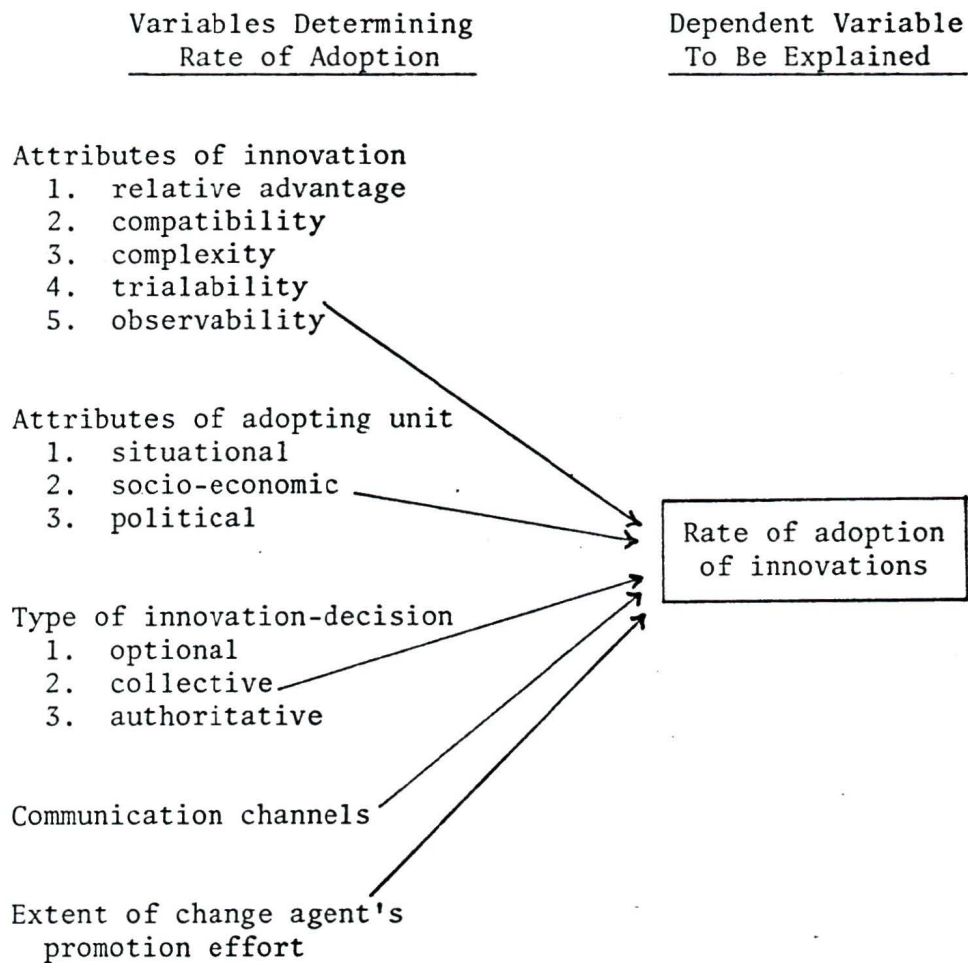 Variables Determining
Rate of Adoption
Dependent Variable
To Be Explained
Attributes of innovation
1. relative advantage
2. compatibility
3. complexity
4. trialability
5. observability
Attributes of adopting unit
1. situational
2. socio-economic
3. political
Type of innovation-decision
1. optional
2. collective
3. authoritative
Communication channels
Extent of change agent's
promotion effort
Rate of adoption
of innovations